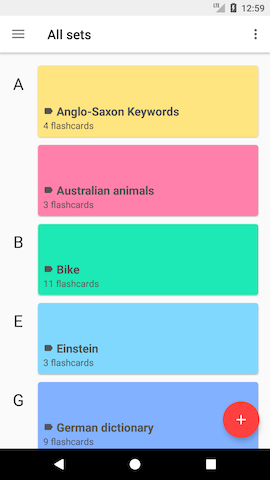 LTE 12:59
All sets
A
Anglo-Saxon Keywords
4 flashcards
Australian animals
3 flashcards
B
Bike
11 flashcards
E
Einstein
3 flashcards
G
German dictionary
9 flashcards